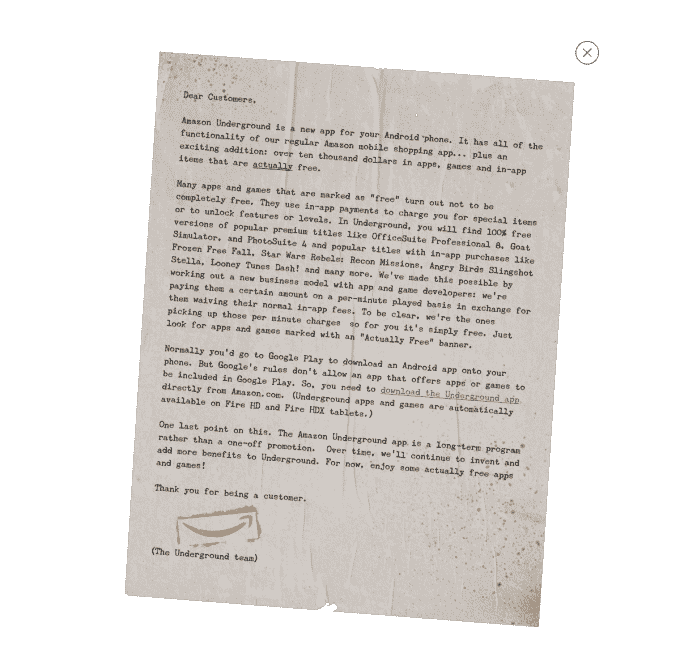 Dear Customers,
Amazon Underground is a new app for your Android phone. It has all of the
functionality of our regular Amazon mobile shopping app... plus an
exciting addition: over ten thousand dollars in apps, games and in-app
items that are actually free.
Many apps and games that are marked as "free" turn out not to be
completely free. They use in-app payments to charge you for special items
or to unlock features or levels. In Underground, you will find 100% free
versions of popular premium titles like OfficeSuite Professional 8, Goat
Simulator, and PhotoSuite 4 and popular titles with in-app purchases like
Frozen Free Fall, Star Wars Rebels: Recon Missions, Angry Birds Slingshot
Stella, Looney Tunes Dash! and many more. We've made this possible by
working out a new business model with app and game developers: we're
paying them a certain amount on a per-minute played basis in exchange for
them waiving their normal in-app fees. To be clear, we're the ones
picking up those per minute charges so for you it's simply free. Just
look for apps and games marked with an "Actually Free" banner.
Normally you'd go to Google Play to download an Android app onto your
phone. But Google's rules don't allow an app that offers apps or games to
be included in Google Play. So, you need to download the Underground app
directly from Amazon.com. (Underground apps and games are automatically
available on Fire HD and Fire HDX tablets.)
One last point on this. The Amazon Underground app is a long-term program
rather than a one-off promotion. Over time, we'll continue to invent and
add more benefits to Underground. For now, enjoy some actually free apps
and games!
Thank you for being a customer.
(The Underground team)